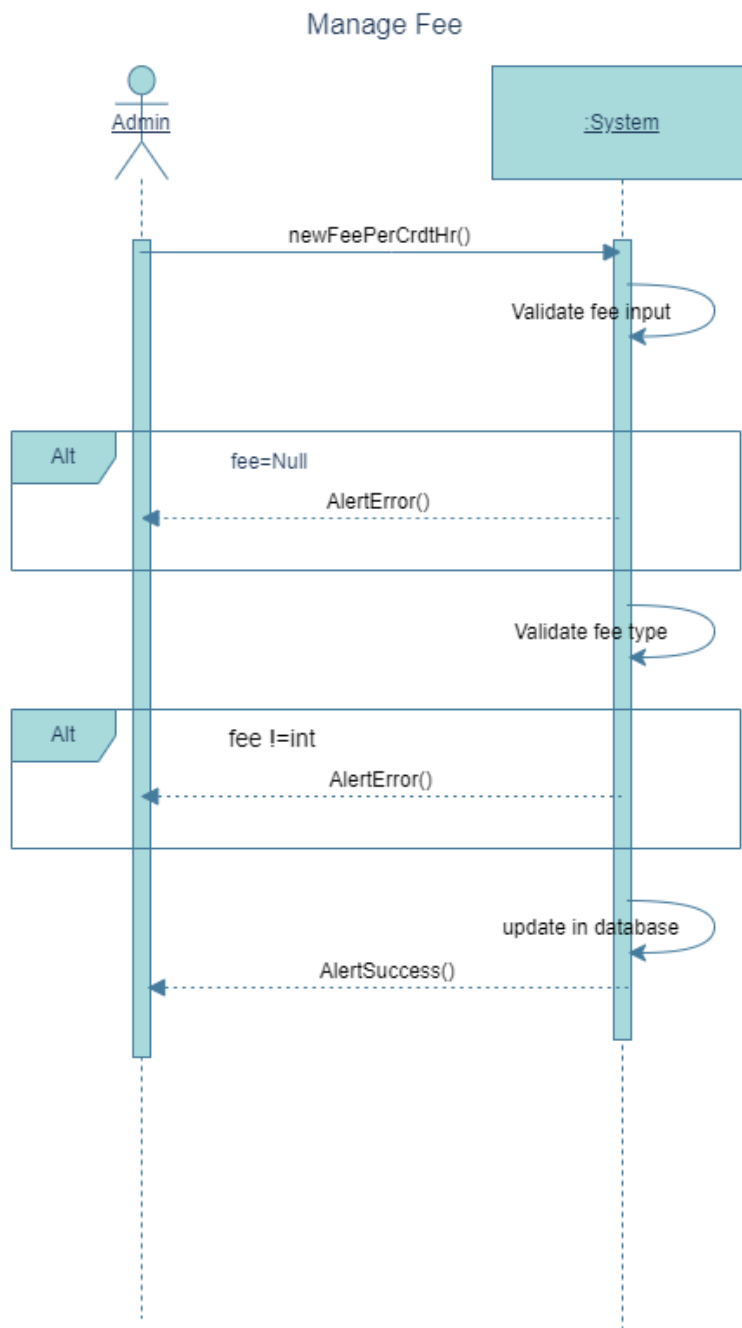 Manage Fee
Admin
:System
newFeePerCrdtHr()
Validate fee input
Alt
fee=Null
AlertError()
Validate fee type
Alt
fee !=int
AlertError()
update in database
AlertSuccess()